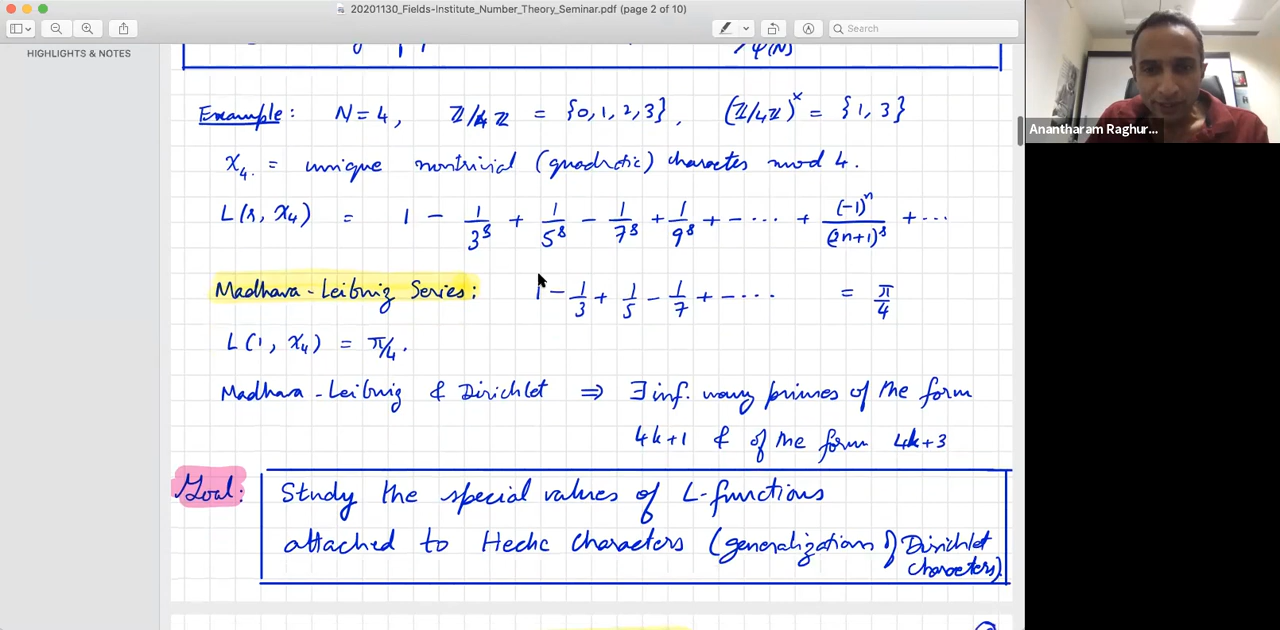 20201130_Fields-Institute_Number_Theory_Seminar.pdf (page 2 of 10)
Search
HIGHLIGHTS & NOTES
Anantharam Raghur...
/φ(N)
Example: N=4, ℤ/4ℤ = {0,1,2,3}, (ℤ/4ℤ)^× = {1,3}
χ₄ = unique nontrivial (quadratic) character mod 4.
L(s, χ₄) = 1 - 1/3^s + 1/5^s - 1/7^s + 1/9^s + - ... + (-1)^n/(2n+1)^s + ...
Madhava-Leibniz Series: 1 - 1/3 + 1/5 - 1/7 + - ... = π/4
L(1, χ₄) = π/4.
Madhava-Leibniz & Dirichlet ⇒ ∃ inf. many primes of the form
4k+1 & of the form 4k+3
Goal: Study the special values of L-functions
attached to Hecke characters (generalizations of Dirichlet
characters).